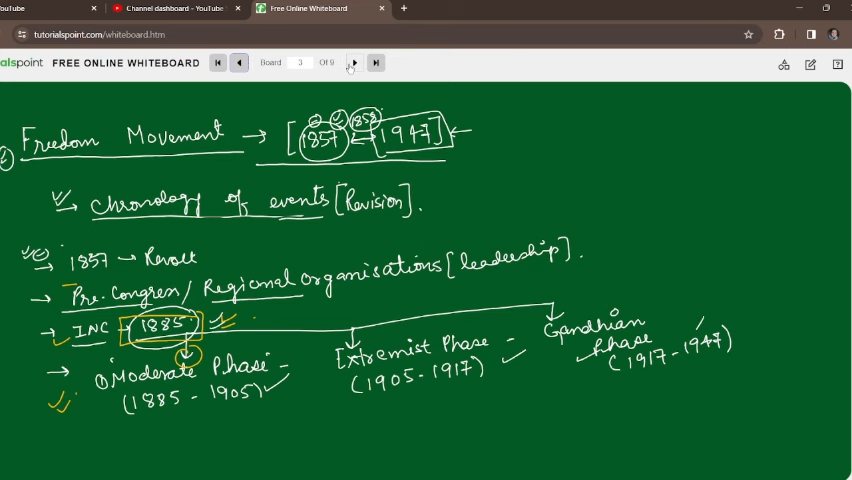 YouTube
Channel dashboard - YouTube S
Free Online Whiteboard
tutorialspoint.com/whiteboard.htm
alspoint FREE ONLINE WHITEBOARD Board 3 Of 9
Freedom Movement → [1857 1858 ↔ 1947] ←
→ Chronology of events [Revision].
→ 1857 → Revolt
→ Pre-Congress / Regional organisations [leadership].
→ INC → 1885
→ ① Moderate Phase - Extremist Phase - Gandhian Phase
(1885 - 1905) (1905 - 1917) (1917 - 1947)